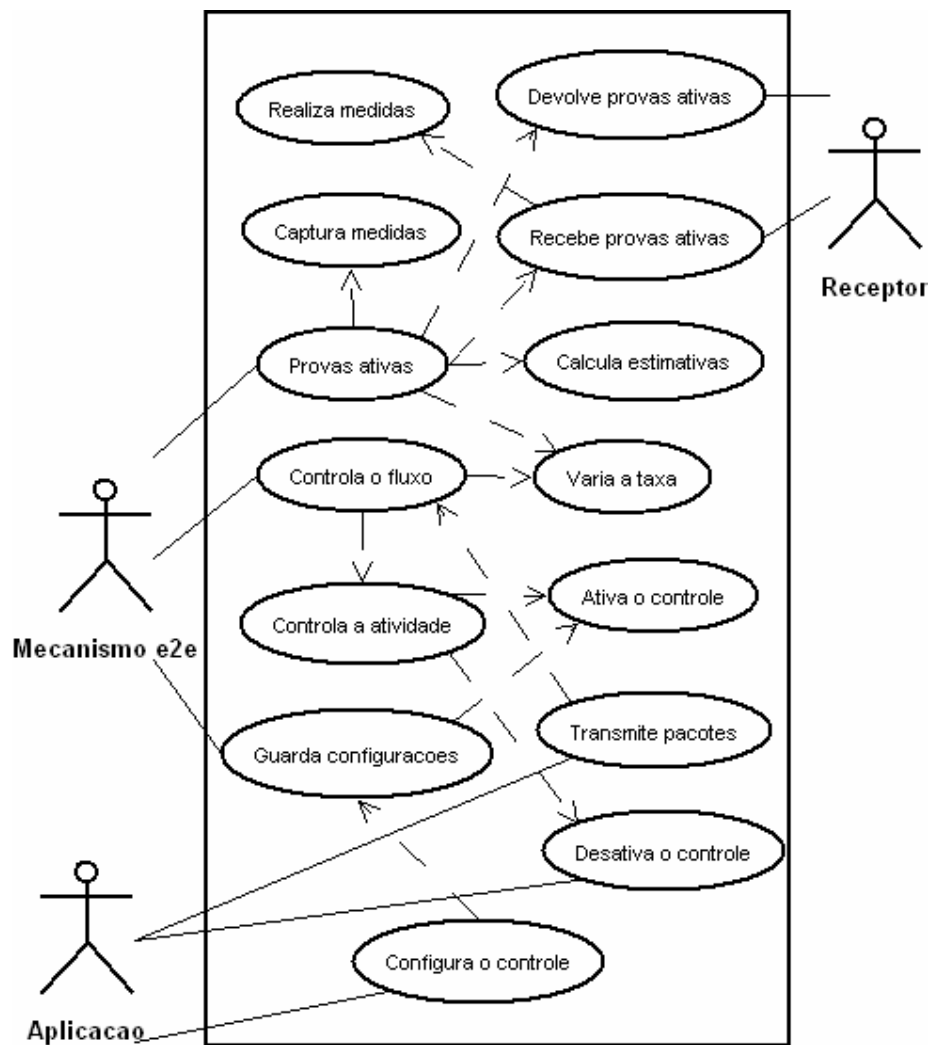 Realiza medidas
Devolve provas ativas
Captura medidas
Recebe provas ativas
Receptor
Provas ativas
Calcula estimativas
Controla o fluxo
Varia a taxa
Ativa o controle
Controla a atividade
Mecanismo e2e
Transmite pacotes
Guarda configuracoes
Desativa o controle
Configura o controle
Aplicacao